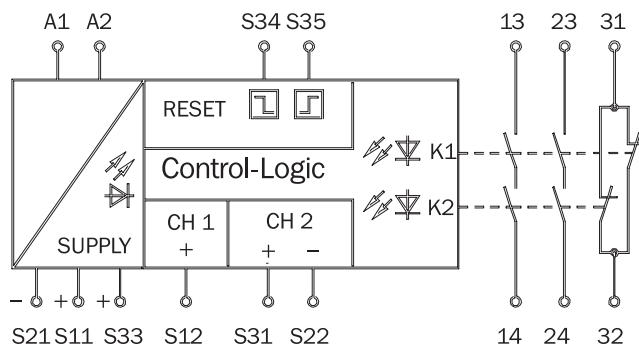 A1 A2 S34 S35 13 23 31
RESET
K1
Control-Logic
K2
CH 1 CH 2
SUPPLY + + −
− + +
S21 S11 S33 S12 S31 S22 14 24 32